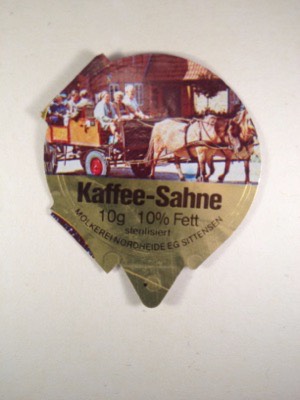 Kaffee-Sahne
10g 10% Fett
sterilisiert
MOLKEREI NORDHEIDE EG SITTENSEN